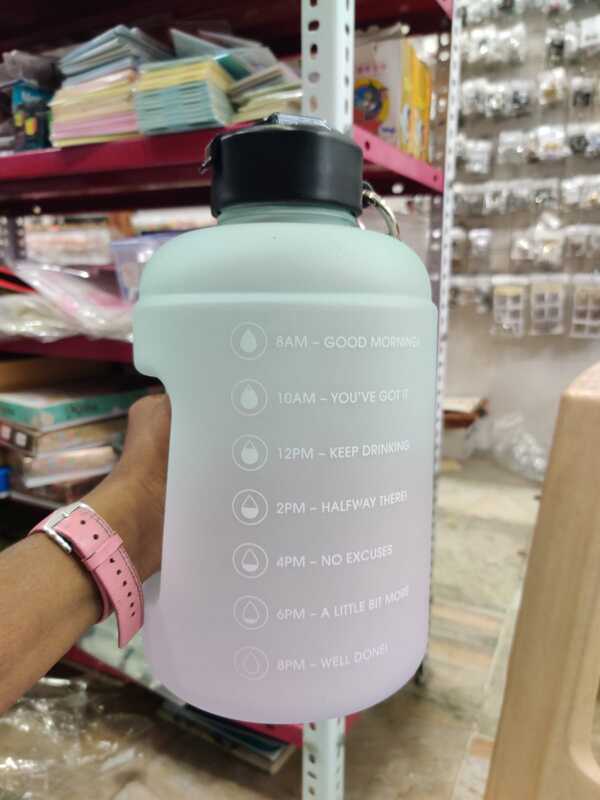 8AM – GOOD MORNING!
10AM – YOU'VE GOT IT
12PM – KEEP DRINKING
2PM – HALFWAY THERE!
4PM – NO EXCUSES
6PM – A LITTLE BIT MORE
8PM – WELL DONE!